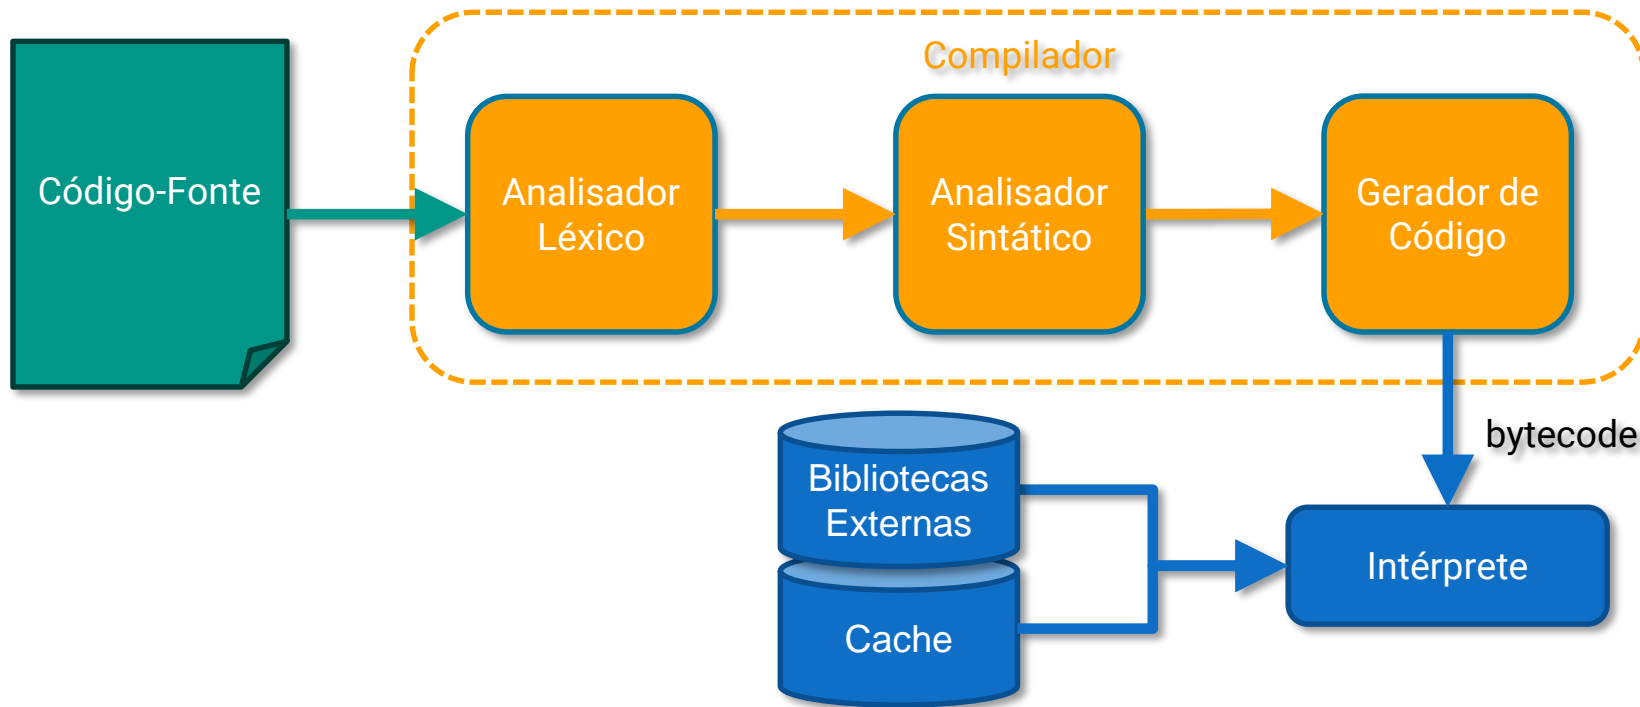 Compilador
Código-Fonte
Analisador
Léxico
Analisador
Sintático
Gerador de
Código
bytecode
Bibliotecas
Externas
Intérprete
Cache